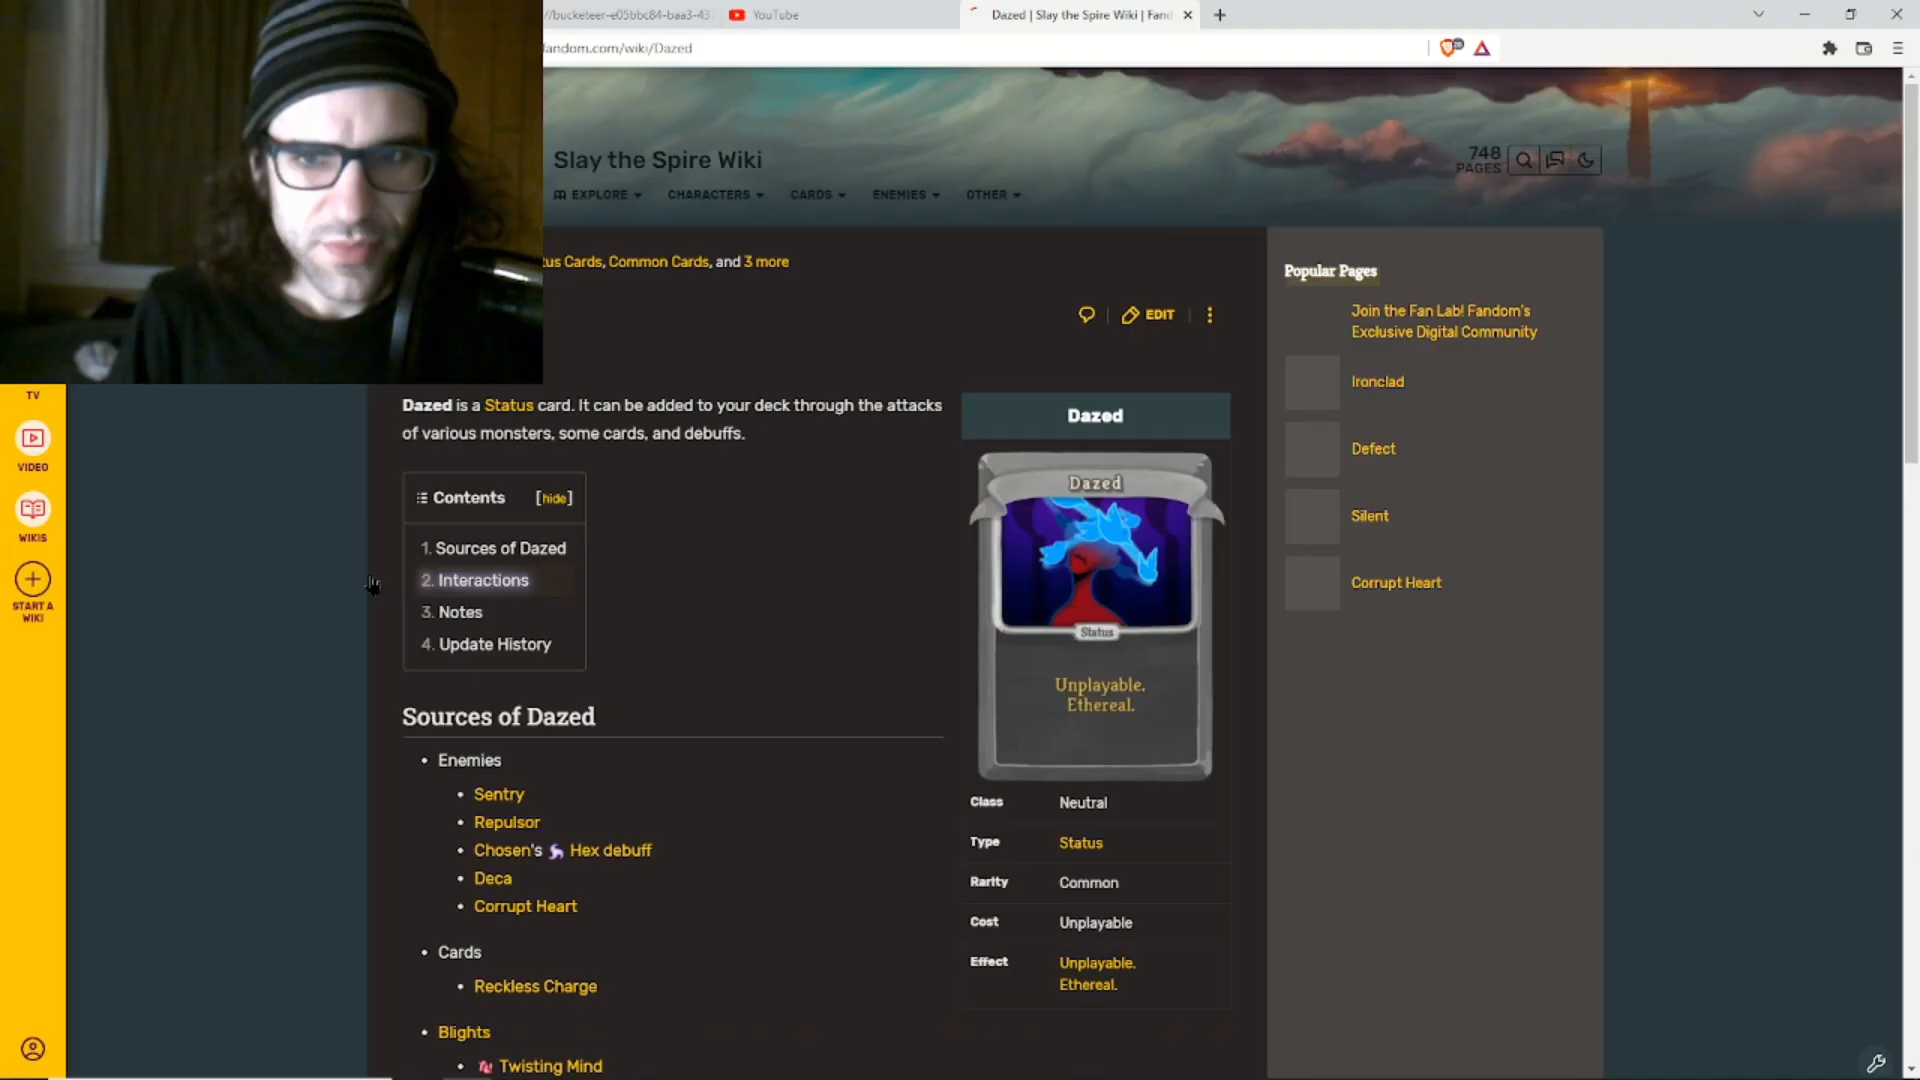 //bucketeer-e05bbc84-baa3-437
YouTube
Dazed | Slay the Spire Wiki | Fand
fandom.com/wiki/Dazed
Slay the Spire Wiki
748
PAGES
EXPLORE
CHARACTERS
CARDS
ENEMIES
OTHER
tus Cards, Common Cards, and 3 more
EDIT
Popular Pages
Join the Fan Lab! Fandom's
Exclusive Digital Community
Ironclad
Defect
Silent
Corrupt Heart
TV
VIDEO
WIKIS
START A
WIKI
Dazed is a Status card. It can be added to your deck through the attacks
of various monsters, some cards, and debuffs.
Contents [hide]
1. Sources of Dazed
2. Interactions
3. Notes
4. Update History
Sources of Dazed
Enemies
Sentry
Repulsor
Chosen's Hex debuff
Deca
Corrupt Heart
Cards
Reckless Charge
Blights
Twisting Mind
Dazed
Dazed
Status
Unplayable.
Ethereal.
Class Neutral
Type Status
Rarity Common
Cost Unplayable
Effect Unplayable.
Ethereal.